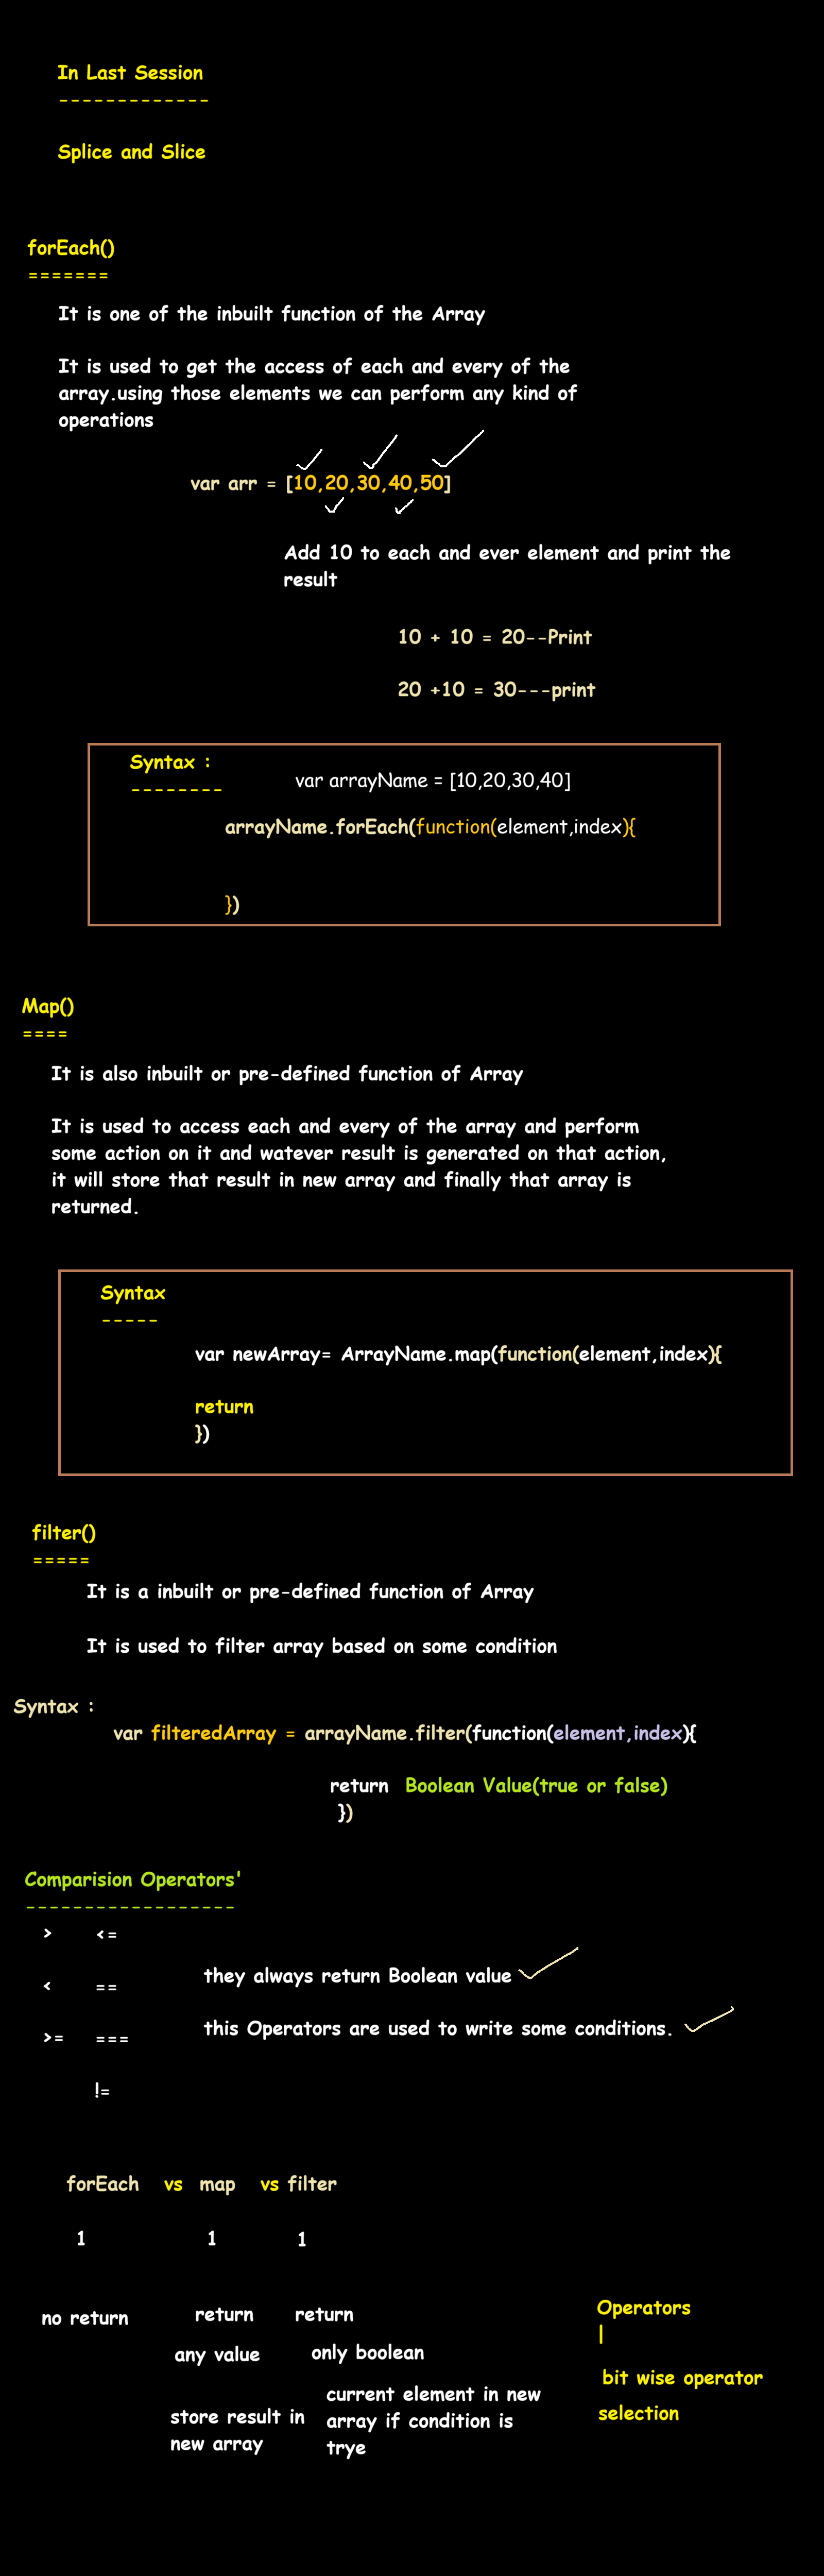 In Last Session
-------------
Splice and Slice
forEach()
=======
It is one of the inbuilt function of the Array
It is used to get the access of each and every of the
array.using those elements we can perform any kind of
operations
var arr = [10,20,30,40,50]
Add 10 to each and ever element and print the
result
10 + 10 = 20--Print
20 +10 = 30---print
Syntax :
--------
var arrayName = [10,20,30,40]
arrayName.forEach(function(element,index){
})
Map()
====
It is also inbuilt or pre-defined function of Array
It is used to access each and every of the array and perform
some action on it and watever result is generated on that action,
it will store that result in new array and finally that array is
returned.
Syntax
-----
var newArray= ArrayName.map(function(element,index){
return
})
filter()
=====
It is a inbuilt or pre-defined function of Array
It is used to filter array based on some condition
Syntax :
var filteredArray = arrayName.filter(function(element,index){
return Boolean Value(true or false)
})
Comparision Operators'
------------------
> <=
they always return Boolean value
< ==
this Operators are used to write some conditions.
>= ===
!=
forEach vs map vs filter
1 1 1
no return return return
any value only boolean
store result in
new array
current element in new
array if condition is
trye
Operators
|
bit wise operator
selection